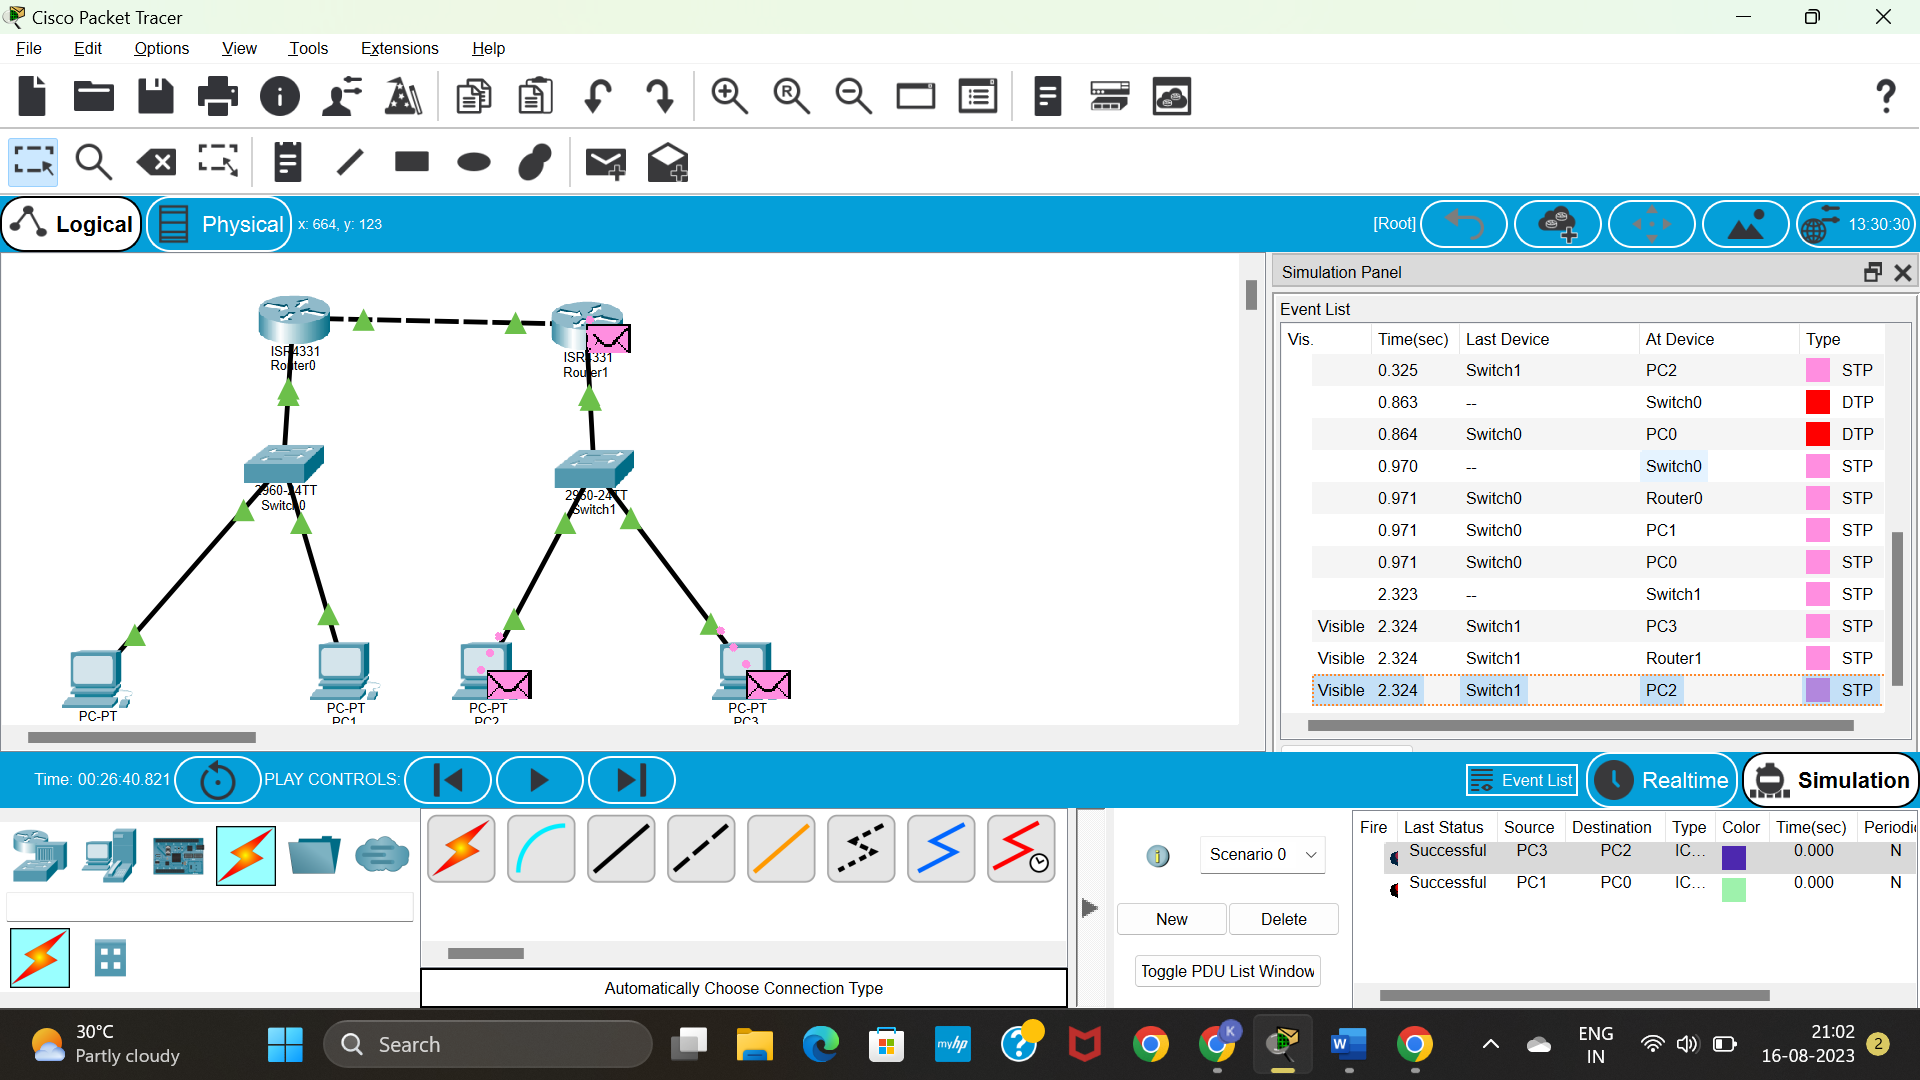 Cisco Packet Tracer
File Edit Options View Tools Extensions Help
Logical Physical x: 664, y: 123 [Root] 13:30:30
ISR4331
Router0
ISR4331
Router1
2960-24TT
Switch0
2960-24TT
Switch1
PC-PT
PC-PT
PC1
PC-PT
PC2
PC-PT
PC3
Simulation Panel
Event List
Vis. Time(sec) Last Device At Device Type
0.325 Switch1 PC2 STP
0.863 -- Switch0 DTP
0.864 Switch0 PC0 DTP
0.970 -- Switch0 STP
0.971 Switch0 Router0 STP
0.971 Switch0 PC1 STP
0.971 Switch0 PC0 STP
2.323 -- Switch1 STP
Visible 2.324 Switch1 PC3 STP
Visible 2.324 Switch1 Router1 STP
Visible 2.324 Switch1 PC2 STP
Time: 00:26:40.821 PLAY CONTROLS: Event List Realtime Simulation
Automatically Choose Connection Type
Scenario 0
New Delete
Toggle PDU List Window
Fire Last Status Source Destination Type Color Time(sec) Periodic
Successful PC3 PC2 IC... 0.000 N
Successful PC1 PC0 IC... 0.000 N
30°C
Partly cloudy
Search
myhp
K
W
ENG
IN
21:02
16-08-2023
2